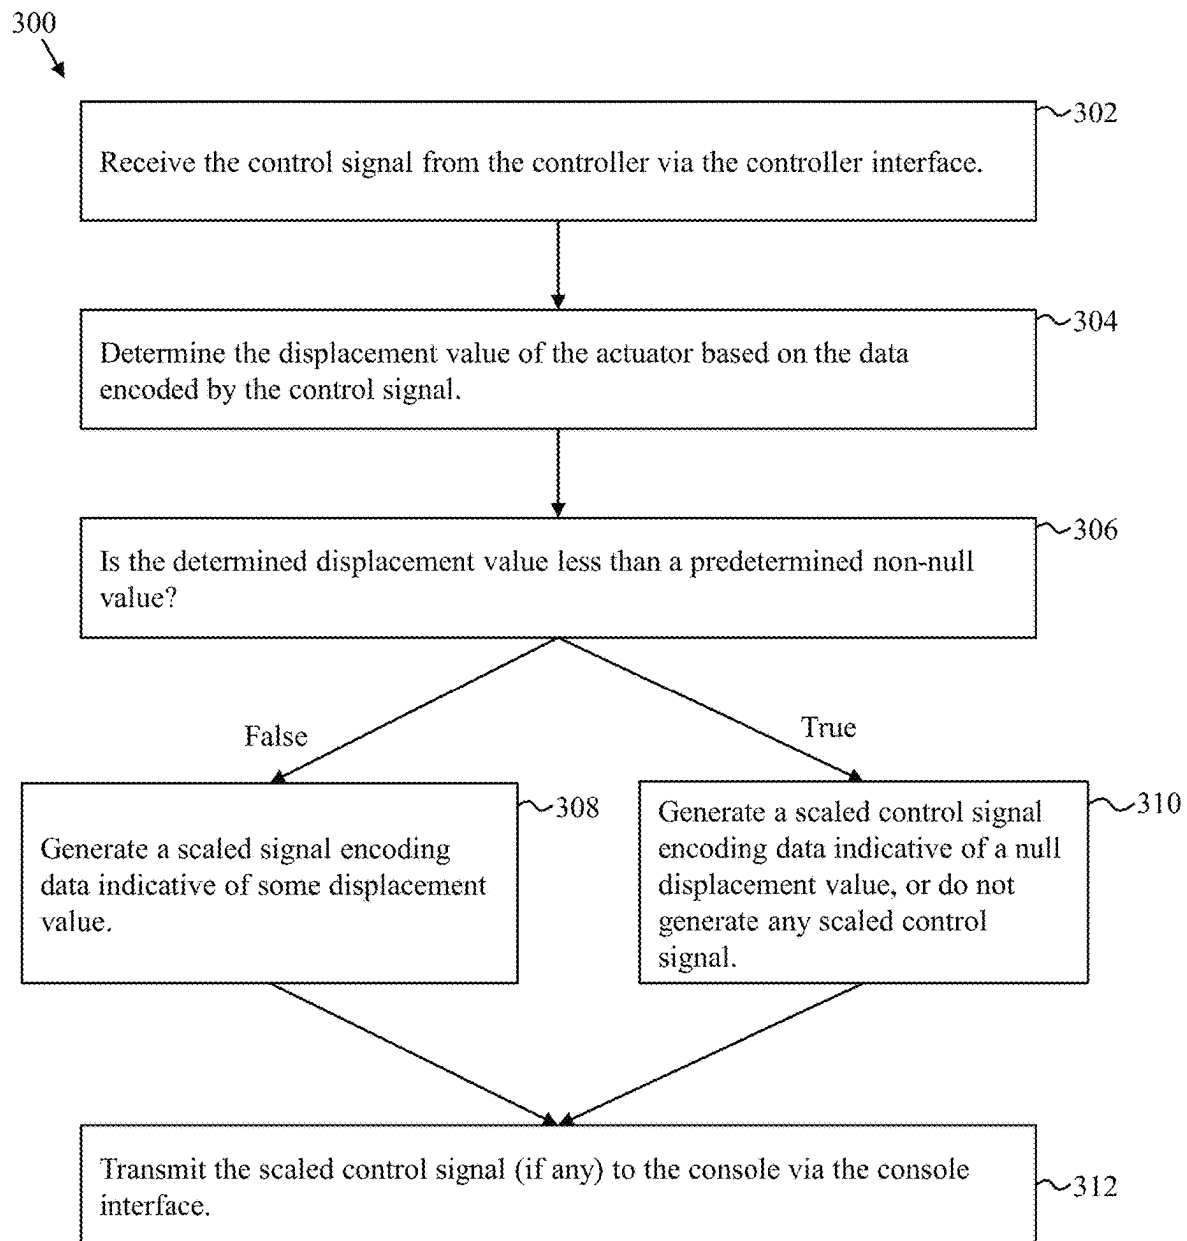 300
302
Receive the control signal from the controller via the controller interface.
304
Determine the displacement value of the actuator based on the data
encoded by the control signal.
306
Is the determined displacement value less than a predetermined non-null
value?
False
True
308
Generate a scaled signal encoding
data indicative of some displacement
value.
310
Generate a scaled control signal
encoding data indicative of a null
displacement value, or do not
generate any scaled control
signal.
Transmit the scaled control signal (if any) to the console via the console
interface.
312